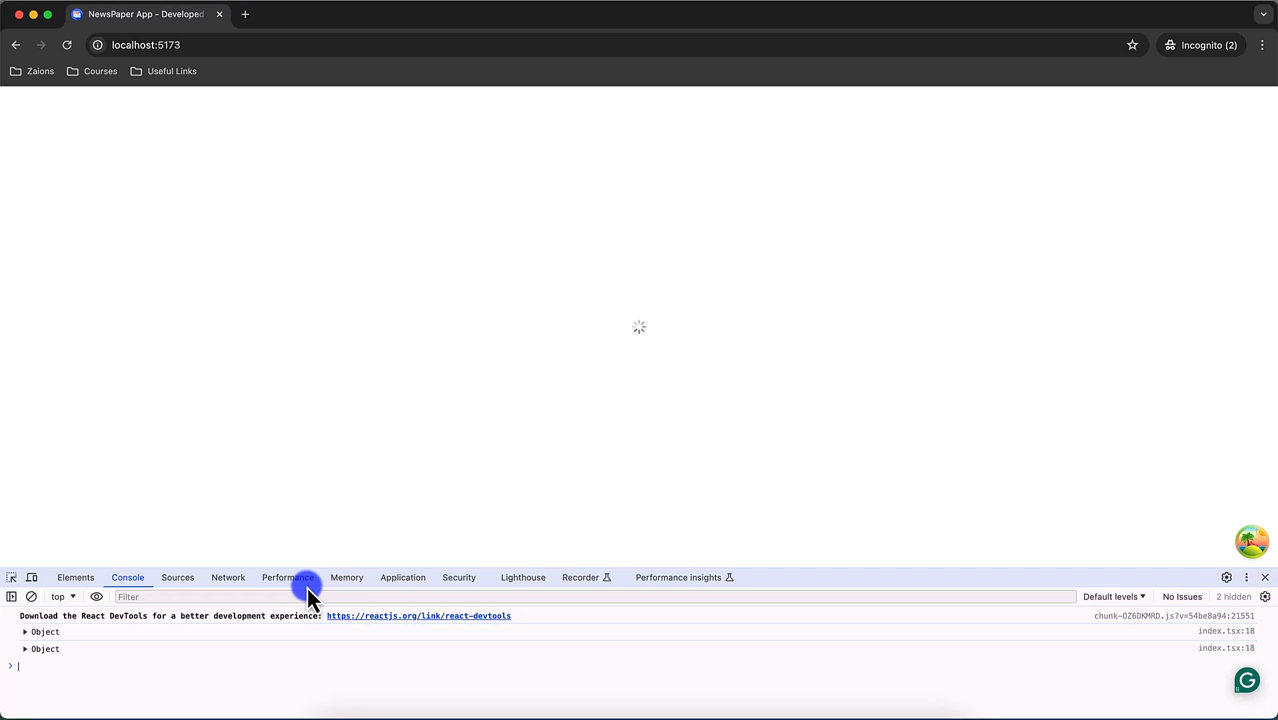 NewsPaper App - Developed
localhost:5173
Incognito (2)
Zaions
Courses
Useful Links
Elements
Console
Sources
Network
Performance
Memory
Application
Security
Lighthouse
Recorder
Performance insights
top
Filter
Default levels
No Issues
2 hidden
Download the React DevTools for a better development experience: https://reactjs.org/link/react-devtools
chunk-OZ6DKMRD.js?v=54be8a94:21551
Object
index.tsx:18
Object
index.tsx:18